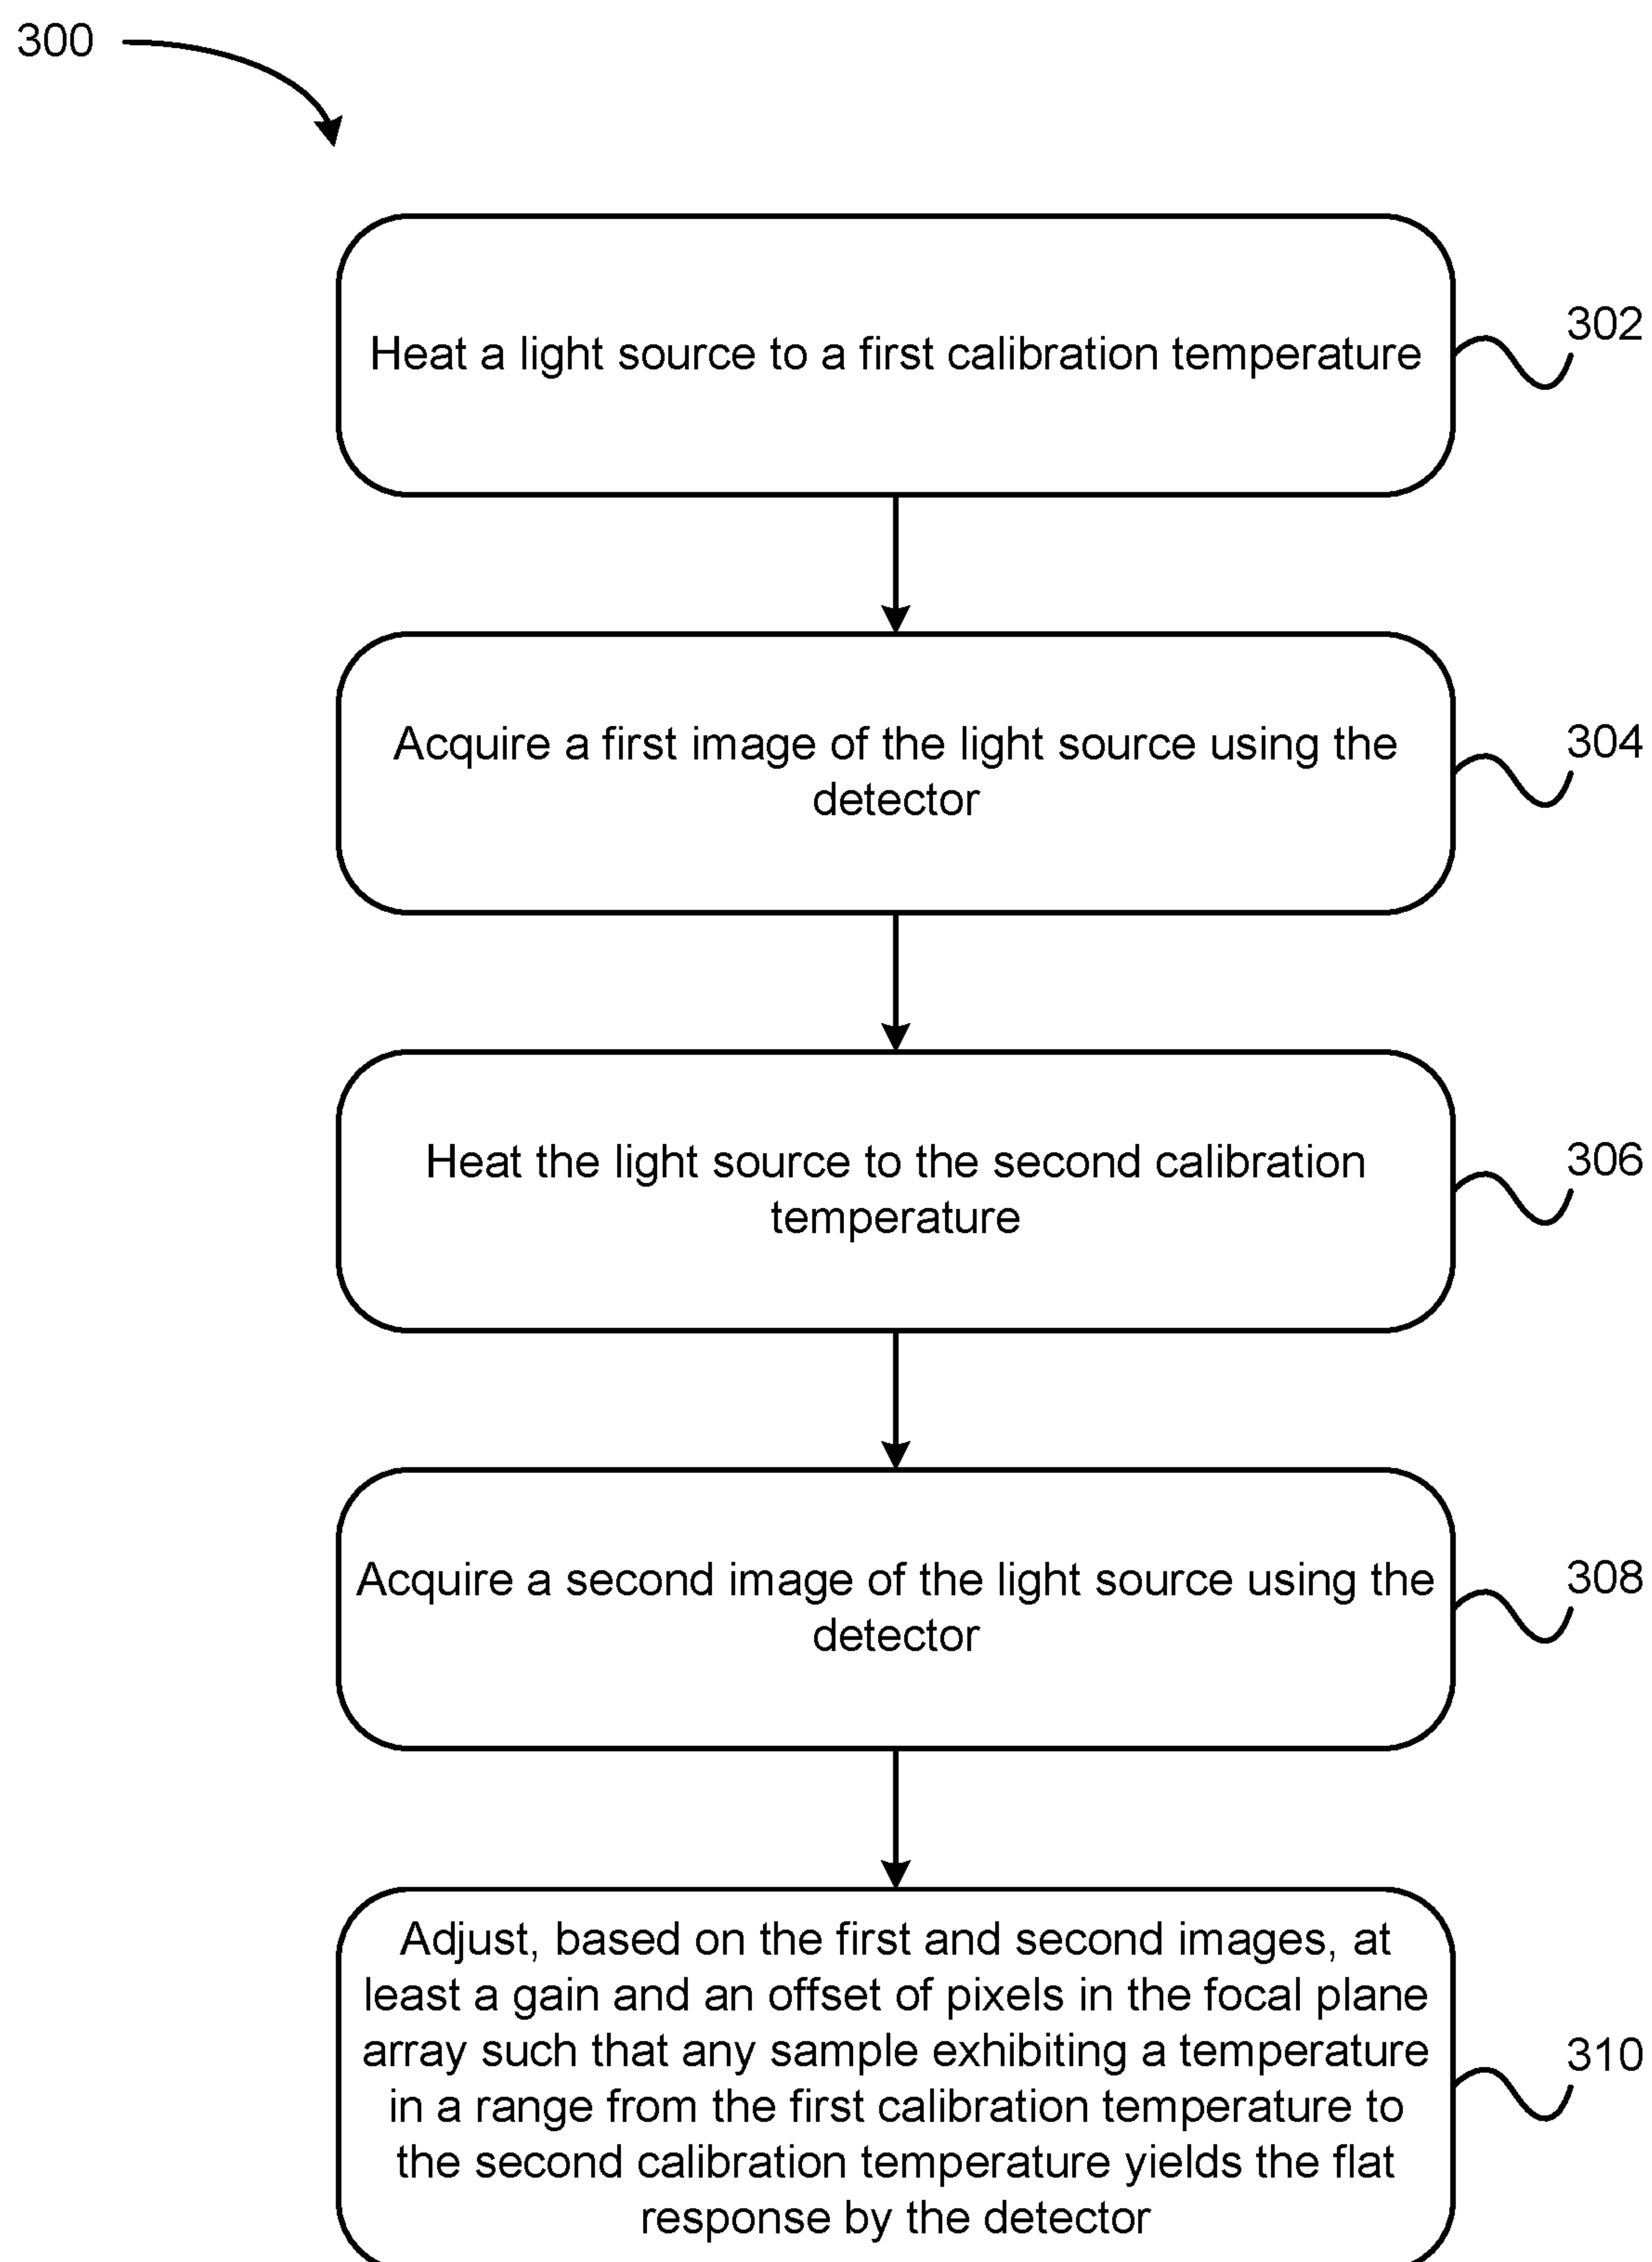 300
Heat a light source to a first calibration temperature
302
Acquire a first image of the light source using the
detector
304
Heat the light source to the second calibration
temperature
306
Acquire a second image of the light source using the
detector
308
Adjust, based on the first and second images, at
least a gain and an offset of pixels in the focal plane
array such that any sample exhibiting a temperature
in a range from the first calibration temperature to
the second calibration temperature yields the flat
response by the detector
310